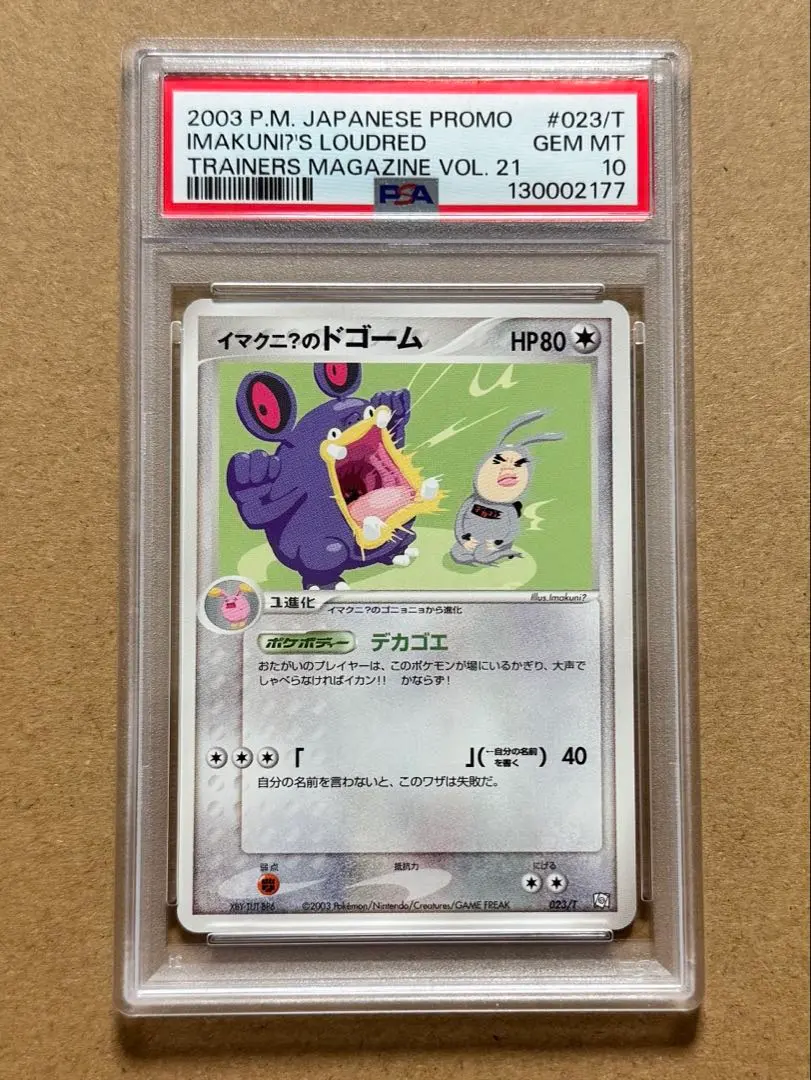 2003 P.M. JAPANESE PROMO #023/T
IMAKUNI?'S LOUDRED GEM MT
TRAINERS MAGAZINE VOL. 21 10
PSA 130002177
イマクニ?のドゴーム HP80
Illus. Imakuni?
1進化 イマクニ?のゴニョニョから進化
ポケボディー デカゴエ
おたがいのプレイヤーは、このポケモンが場にいるかぎり、大声で
しゃべらなければイカン!! かならず!
「 」(←自分の名前を書く) 40
自分の名前を言わないと、このワザは失敗だ。
弱点 抵抗力 にげる
©2003 Pokémon/Nintendo/Creatures/GAME FREAK 023/T